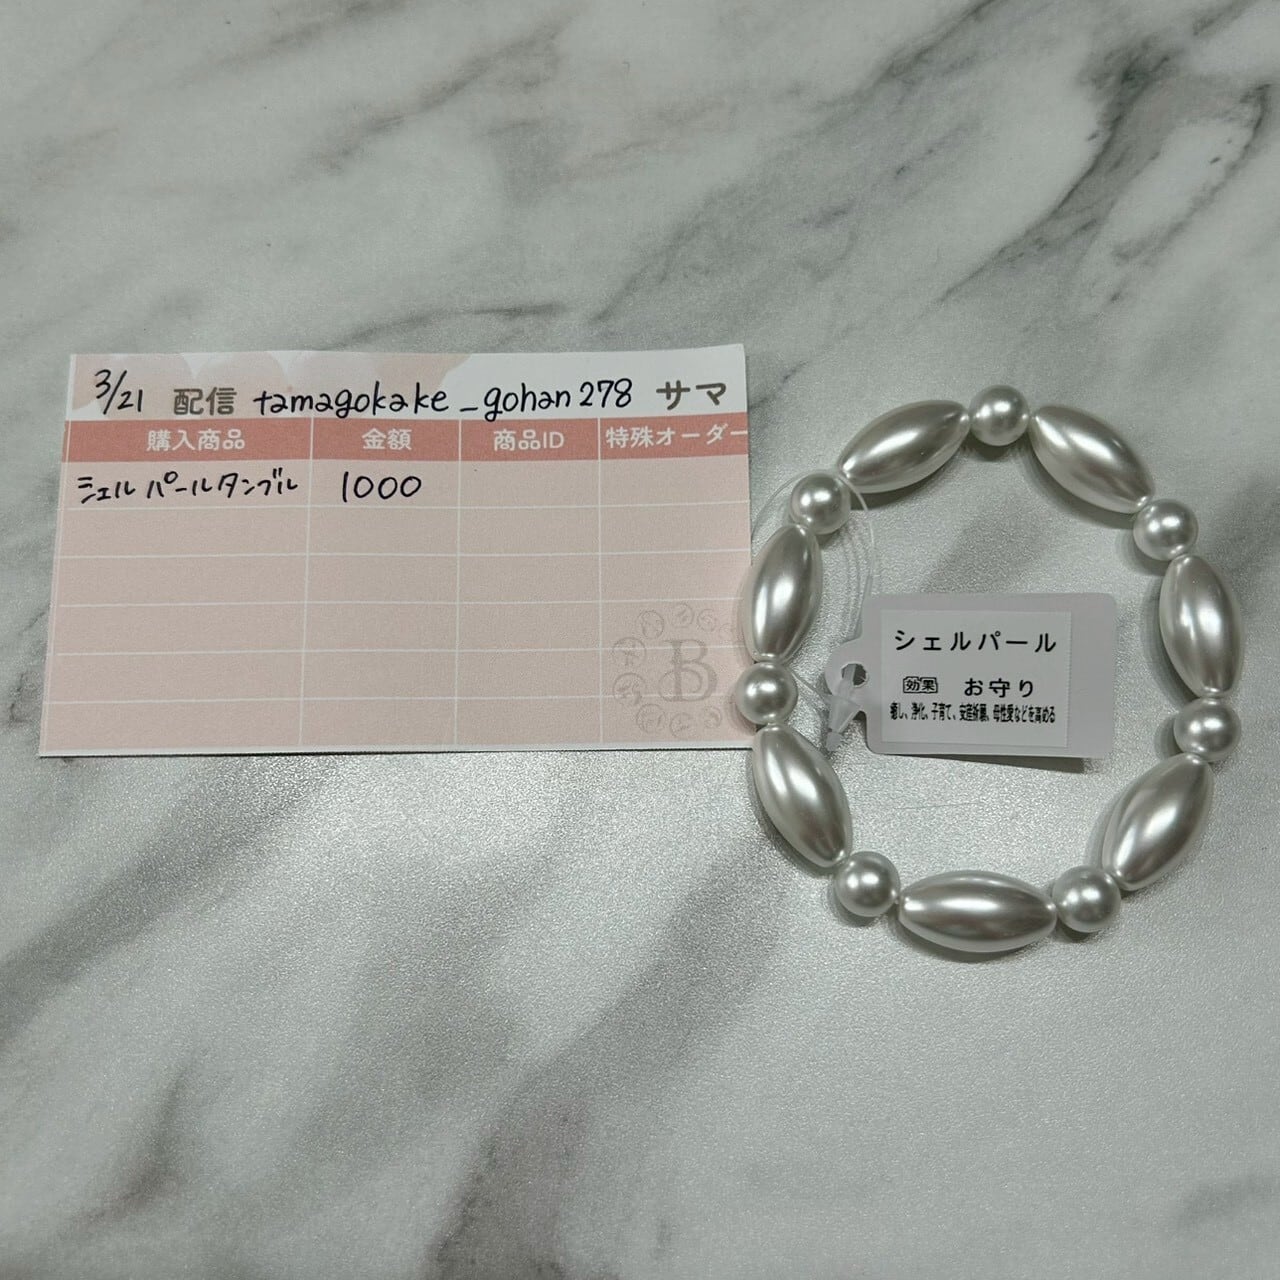 3/21 配信 tamagokake_gohan278 サマ
購入商品 金額 商品ID 特殊オーダー
シェルパールタンブル 1000
B
シェルパール
効果 お守り
癒し、浄化、子育て、安産祈願、母性愛などを高める